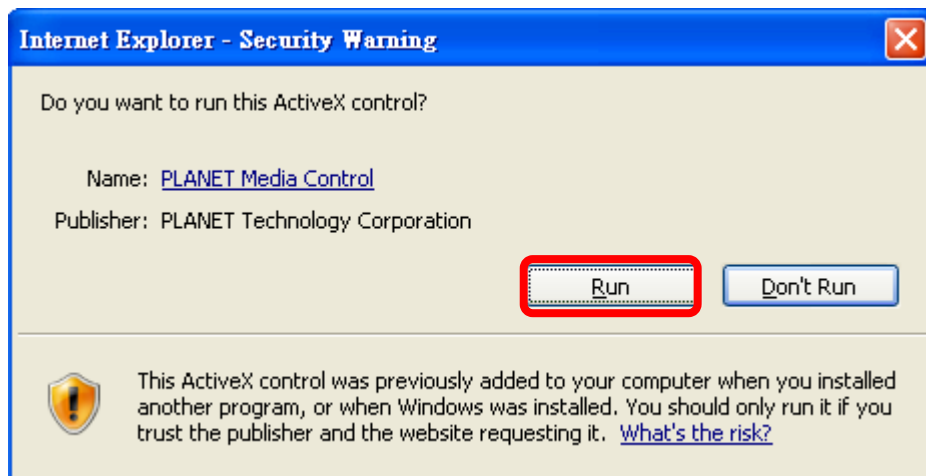 Internet Explorer - Security Warning
Do you want to run this ActiveX control?
Name: PLANET Media Control
Publisher: PLANET Technology Corporation
Run Don't Run
This ActiveX control was previously added to your computer when you installed
another program, or when Windows was installed. You should only run it if you
trust the publisher and the website requesting it. What's the risk?